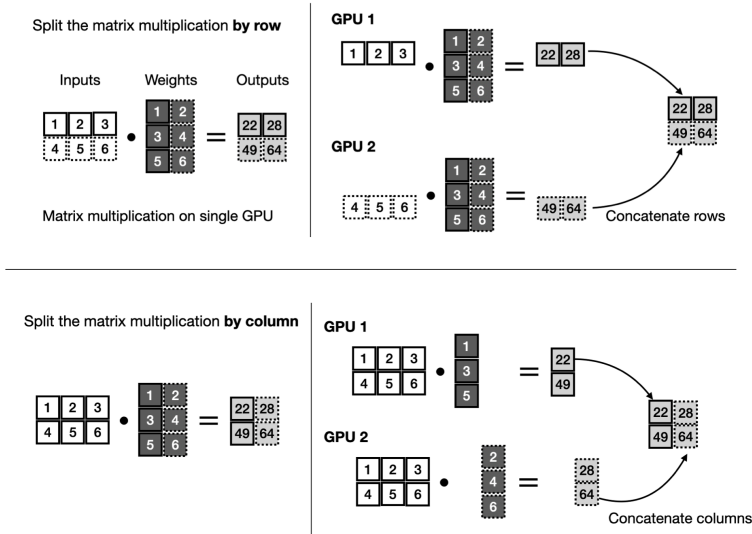 Split the matrix multiplication by row
Inputs Weights Outputs
1 2 3
4 5 6
1 2
3 4
5 6
=
22 28
49 64
Matrix multiplication on single GPU
GPU 1
1 2 3
1 2
3 4
5 6
=
22 28
GPU 2
4 5 6
1 2
3 4
5 6
=
49 64
22 28
49 64
Concatenate rows
Split the matrix multiplication by column
1 2 3
4 5 6
1 2
3 4
5 6
=
22 28
49 64
GPU 1
1 2 3
4 5 6
1
3
5
=
22
49
GPU 2
1 2 3
4 5 6
2
4
6
=
28
64
22 28
49 64
Concatenate columns